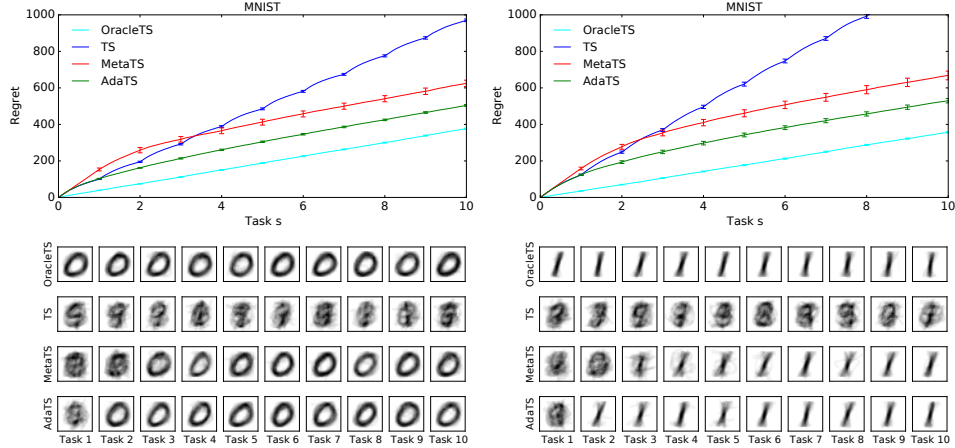 MNIST
1000
800
600
400
200
0
Regret
OracleTS
TS
MetaTS
AdaTS
0 2 4 6 8 10
Task s
OracleTS
TS
MetaTS
AdaTS
Task 1 Task 2 Task 3 Task 4 Task 5 Task 6 Task 7 Task 8 Task 9 Task 10
MNIST
1000
800
600
400
200
0
Regret
OracleTS
TS
MetaTS
AdaTS
0 2 4 6 8 10
Task s
OracleTS
TS
MetaTS
AdaTS
Task 1 Task 2 Task 3 Task 4 Task 5 Task 6 Task 7 Task 8 Task 9 Task 10